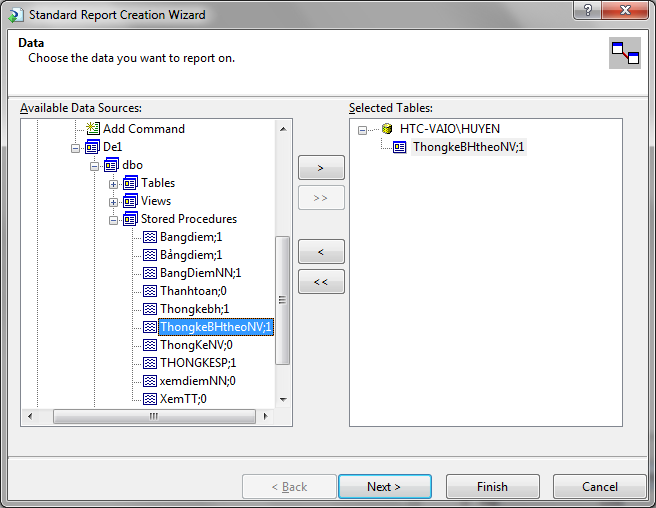 Standard Report Creation Wizard
Data
Choose the data you want to report on.
Available Data Sources:
Add Command
De1
dbo
Tables
Views
Stored Procedures
Bangdiem;1
Bảngdiem;1
BangDiemNN;1
Thanhtoan;0
Thongkebh;1
ThongkeBHtheoNV;1
ThongKeNV;0
THONGKESP;1
xemdiemNN;0
XemTT;0
>
>>
<
<<
Selected Tables:
HTC-VAIO\HUYEN
ThongkeBHtheoNV;1
< Back
Next >
Finish
Cancel